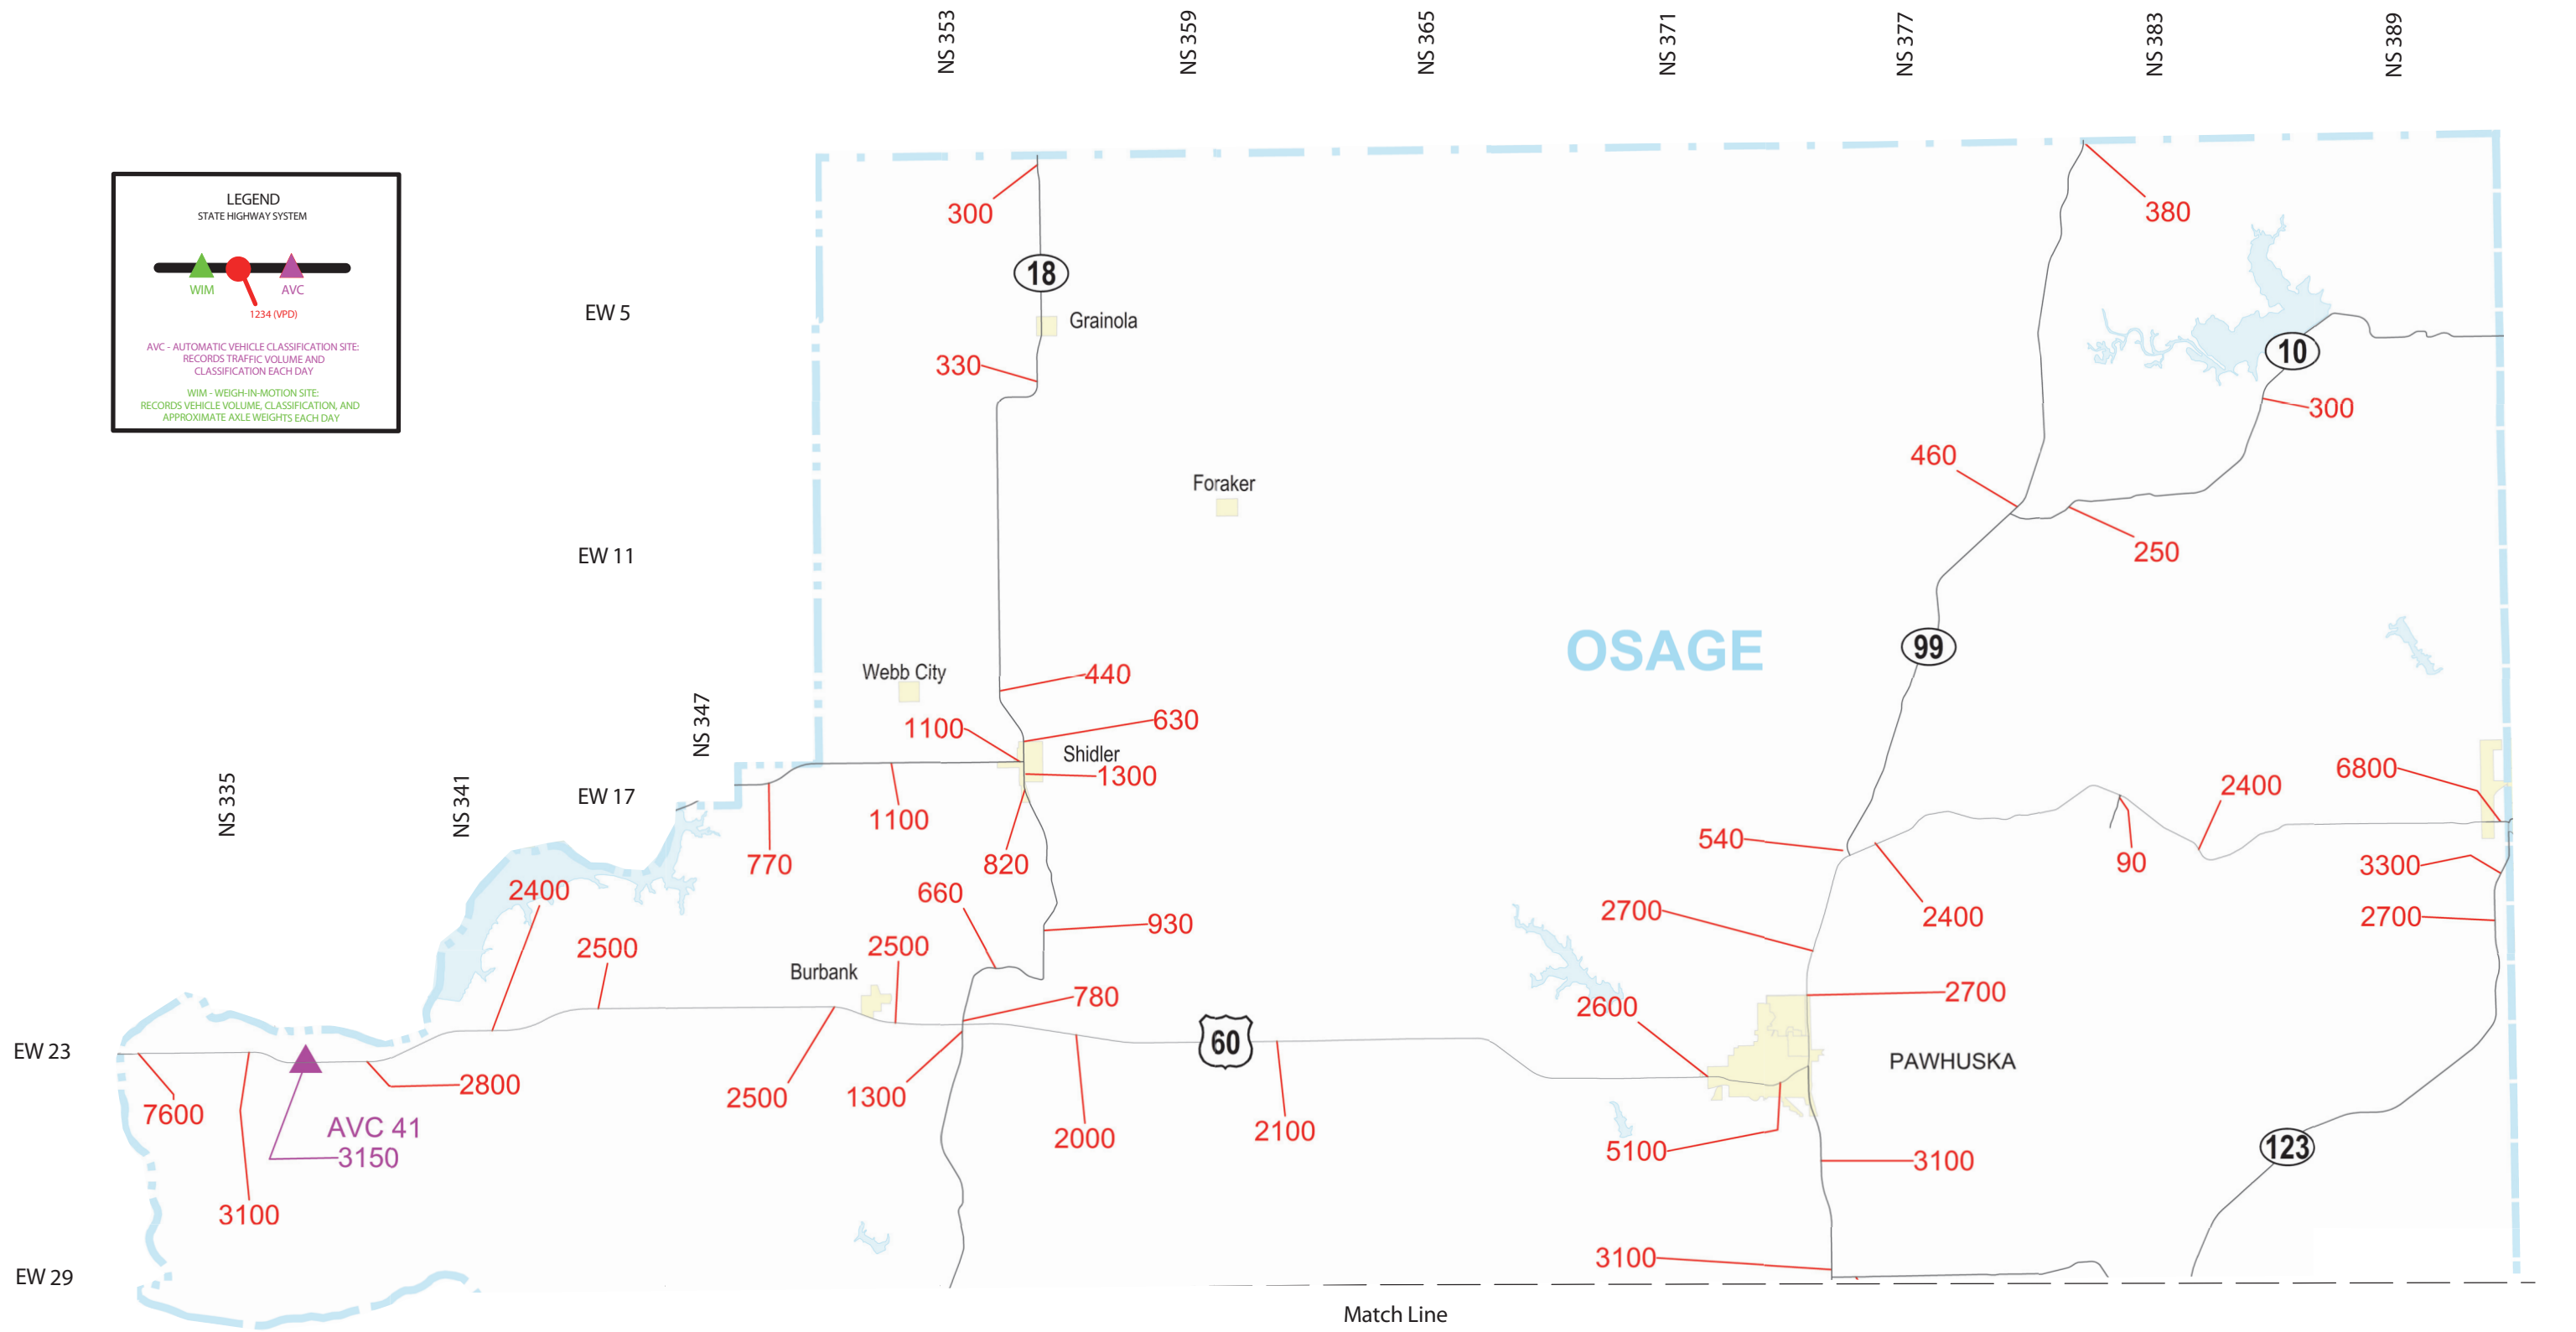 NS 353
NS 359
NS 365
NS 371
NS 377
NS 383
NS 389
LEGEND
STATE HIGHWAY SYSTEM
WIM
AVC
1234 (VPD)
AVC - AUTOMATIC VEHICLE CLASSIFICATION SITE:
RECORDS TRAFFIC VOLUME AND
CLASSIFICATION EACH DAY
WIM - WEIGH-IN-MOTION SITE:
RECORDS VEHICLE VOLUME, CLASSIFICATION, AND
APPROXIMATE AXLE WEIGHTS EACH DAY
300
380
18
EW 5
Grainola
10
330
300
460
Foraker
EW 11
250
99
OSAGE
Webb City
440
NS 347
630
1100
Shidler
1300
6800
2400
NS 335
NS 341
EW 17
1100
540
770
820
90
3300
2400
660
2700
2400
2700
930
2500
2500
Burbank
780
2700
2600
60
EW 23
PAWHUSKA
2800
2500
1300
7600
AVC 41
3150
2000
2100
5100
3100
123
3100
3100
EW 29
Match Line